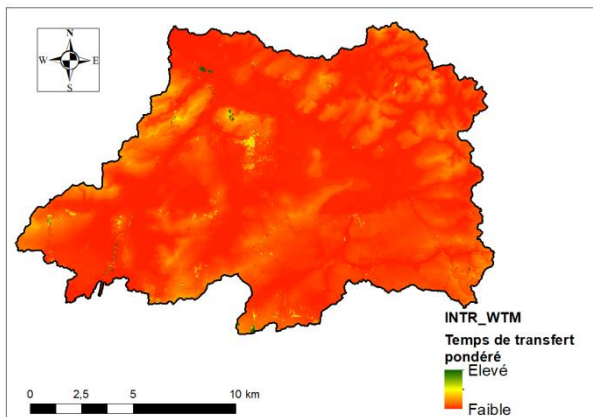 N
W E
S
INTR_WTM
Temps de transfert
pondéré
Elevé
Faible
0 2,5 5 10 km